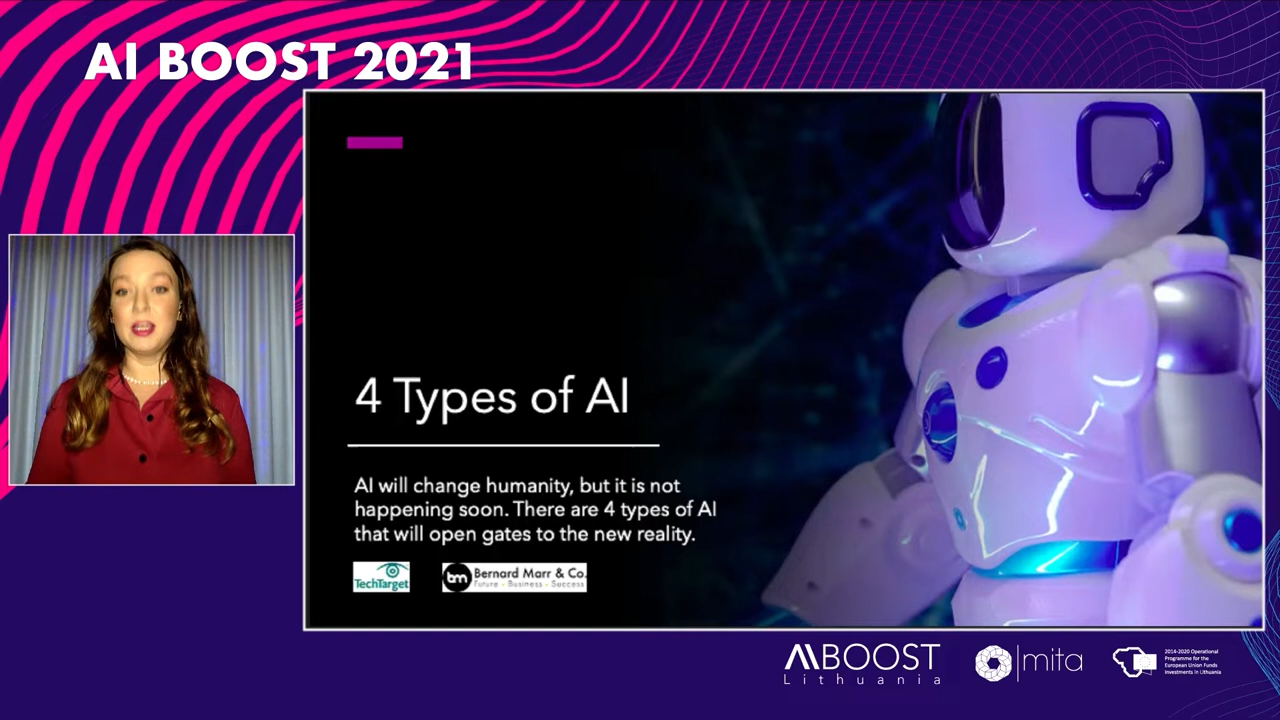 AI BOOST 2021
4 Types of AI
AI will change humanity, but it is not
happening soon. There are 4 types of AI
that will open gates to the new reality.
TechTarget
bm
Bernard Marr & Co.
Future - Business - Success
AIBOOST
Lithuania
mita
2014-2020 Operational
Programme for the
European Union Funds
Investments in Lithuania